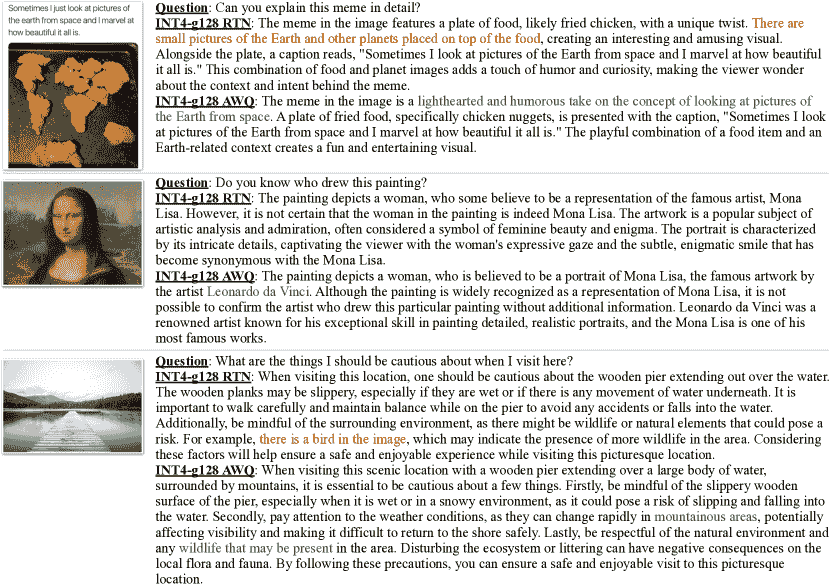 Sometimes I just look at pictures of
the earth from space and I marvel at
how beautiful it all is.
Question: Can you explain this meme in detail?
INT4-g128 RTN: The meme in the image features a plate of food, likely fried chicken, with a unique twist. There are
small pictures of the Earth and other planets placed on top of the food, creating an interesting and amusing visual.
Alongside the plate, a caption reads, "Sometimes I look at pictures of the Earth from space and I marvel at how beautiful
it all is." This combination of food and planet images adds a touch of humor and curiosity, making the viewer wonder
about the context and intent behind the meme.
INT4-g128 AWQ: The meme in the image is a lighthearted and humorous take on the concept of looking at pictures of
the Earth from space. A plate of fried food, specifically chicken nuggets, is presented with the caption, "Sometimes I look
at pictures of the Earth from space and I marvel at how beautiful it all is." The playful combination of a food item and an
Earth-related context creates a fun and entertaining visual.
Question: Do you know who drew this painting?
INT4-g128 RTN: The painting depicts a woman, who some believe to be a representation of the famous artist, Mona
Lisa. However, it is not certain that the woman in the painting is indeed Mona Lisa. The artwork is a popular subject of
artistic analysis and admiration, often considered a symbol of feminine beauty and enigma. The portrait is characterized
by its intricate details, captivating the viewer with the woman's expressive gaze and the subtle, enigmatic smile that has
become synonymous with the Mona Lisa.
INT4-g128 AWQ: The painting depicts a woman, who is believed to be a portrait of Mona Lisa, the famous artwork by
the artist Leonardo da Vinci. Although the painting is widely recognized as a representation of Mona Lisa, it is not
possible to confirm the artist who drew this particular painting without additional information. Leonardo da Vinci was a
renowned artist known for his exceptional skill in painting detailed, realistic portraits, and the Mona Lisa is one of his
most famous works.
Question: What are the things I should be cautious about when I visit here?
INT4-g128 RTN: When visiting this location, one should be cautious about the wooden pier extending out over the water.
The wooden planks may be slippery, especially if they are wet or if there is any movement of water underneath. It is
important to walk carefully and maintain balance while on the pier to avoid any accidents or falls into the water.
Additionally, be mindful of the surrounding environment, as there might be wildlife or natural elements that could pose a
risk. For example, there is a bird in the image, which may indicate the presence of more wildlife in the area. Considering
these factors will help ensure a safe and enjoyable experience while visiting this picturesque location.
INT4-g128 AWQ: When visiting this scenic location with a wooden pier extending over a large body of water,
surrounded by mountains, it is essential to be cautious about a few things. Firstly, be mindful of the slippery wooden
surface of the pier, especially when it is wet or in a snowy environment, as it could pose a risk of slipping and falling into
the water. Secondly, pay attention to the weather conditions, as they can change rapidly in mountainous areas, potentially
affecting visibility and making it difficult to return to the shore safely. Lastly, be respectful of the natural environment and
any wildlife that may be present in the area. Disturbing the ecosystem or littering can have negative consequences on the
local flora and fauna. By following these precautions, you can ensure a safe and enjoyable visit to this picturesque
location.